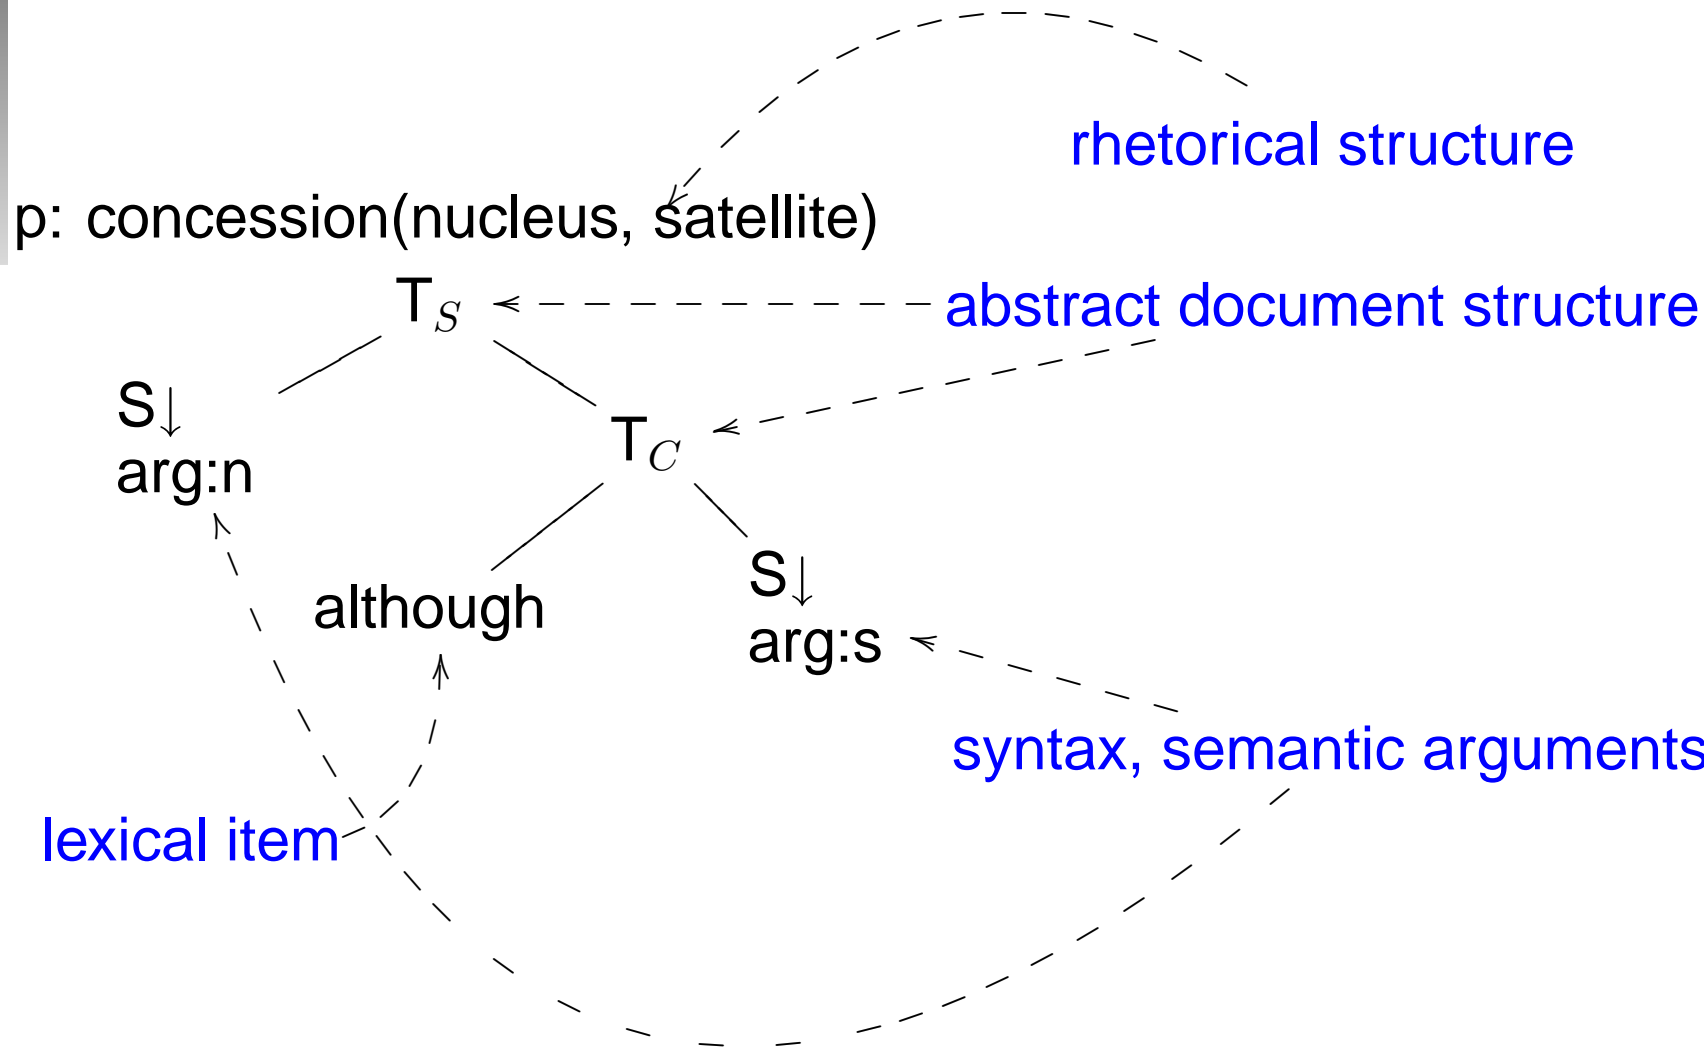 rhetorical structure
p: concession(nucleus, satellite)
T_S
abstract document structure
S↓
arg:n
T_C
although
S↓
arg:s
syntax, semantic arguments
lexical item